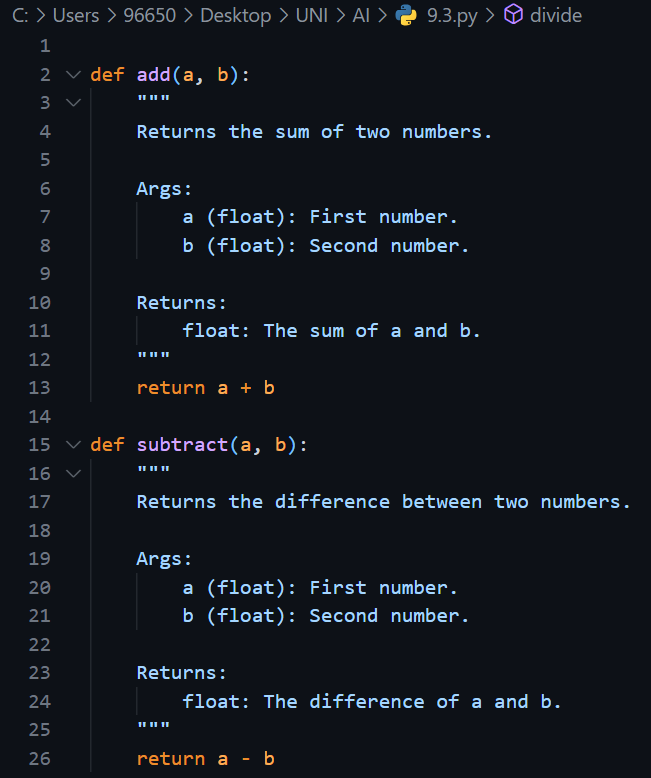 C: > Users > 96650 > Desktop > UNI > AI > 9.3.py > divide
1
2 def add(a, b):
3     """
4     Returns the sum of two numbers.
5
6     Args:
7         a (float): First number.
8         b (float): Second number.
9
10     Returns:
11         float: The sum of a and b.
12     """
13     return a + b
14
15 def subtract(a, b):
16     """
17     Returns the difference between two numbers.
18
19     Args:
20         a (float): First number.
21         b (float): Second number.
22
23     Returns:
24         float: The difference of a and b.
25     """
26     return a - b